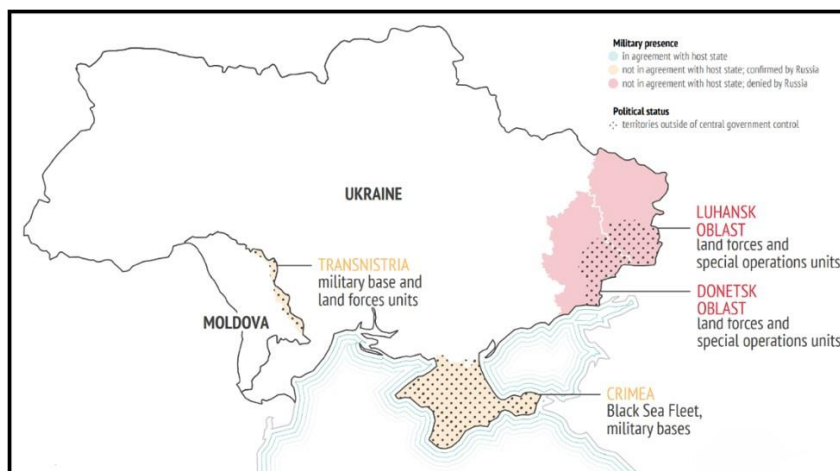 Military presence
in agreement with host state
not in agreement with host state; confirmed by Russia
not in agreement with host state; denied by Russia
Political status
territories outside of central government control
UKRAINE
LUHANSK
OBLAST
land forces and
special operations units
TRANSNISTRIA
military base and
land forces units
DONETSK
OBLAST
land forces and
special operations units
MOLDOVA
CRIMEA
Black Sea Fleet,
military bases